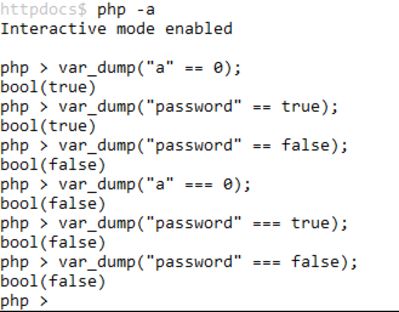 httpdocs$ php -a
Interactive mode enabled
php > var_dump("a" == 0);
bool(true)
php > var_dump("password" == true);
bool(true)
php > var_dump("password" == false);
bool(false)
php > var_dump("a" === 0);
bool(false)
php > var_dump("password" === true);
bool(false)
php > var_dump("password" === false);
bool(false)
php >